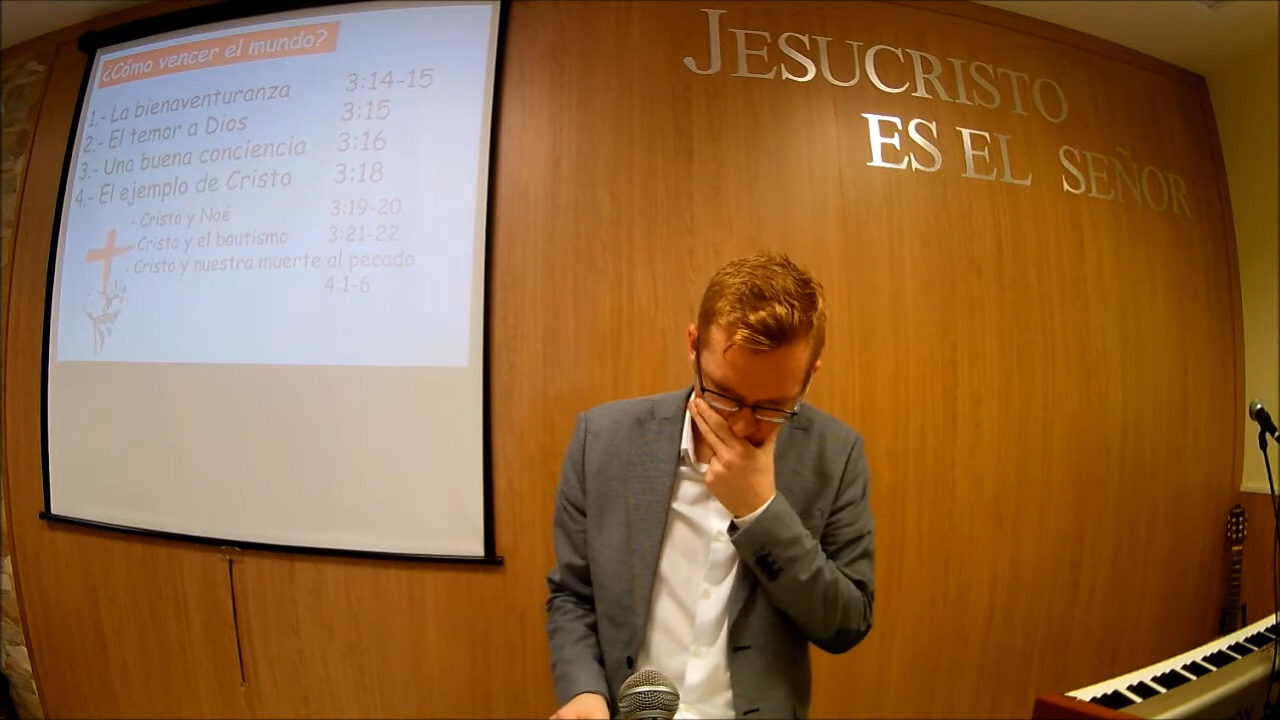 ¿Cómo vencer el mundo?
1.- La bienaventuranza 3:14-15
2.- El temor a Dios 3:15
3.- Una buena conciencia 3:16
4.- El ejemplo de Cristo 3:18
- Cristo y Noé 3:19-20
- Cristo y el bautismo 3:21-22
- Cristo y nuestra muerte al pecado
4:1-6
JESUCRISTO
ES EL SEÑOR